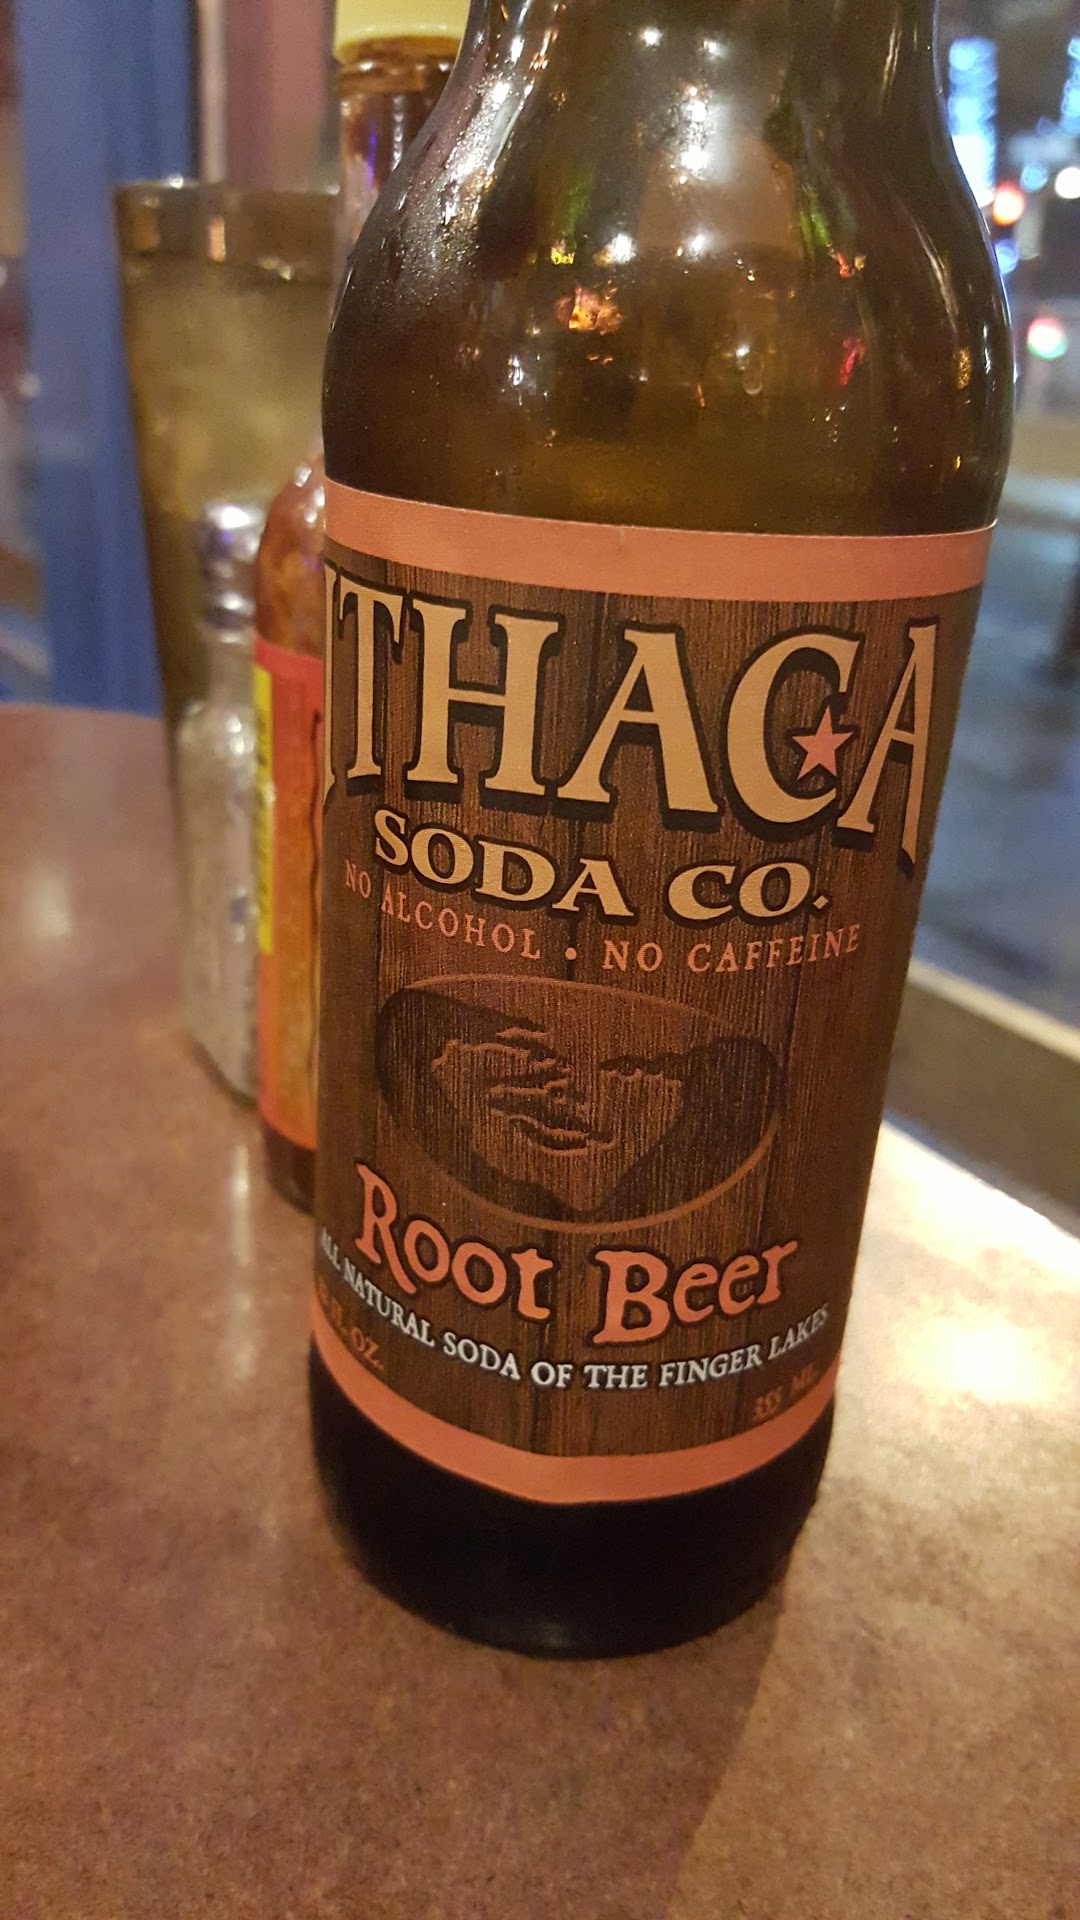 ITHACA
SODA CO.
NO ALCOHOL • NO CAFFEINE
Root Beer
ALL NATURAL SODA OF THE FINGER LAKES
FL. OZ.
355 ML